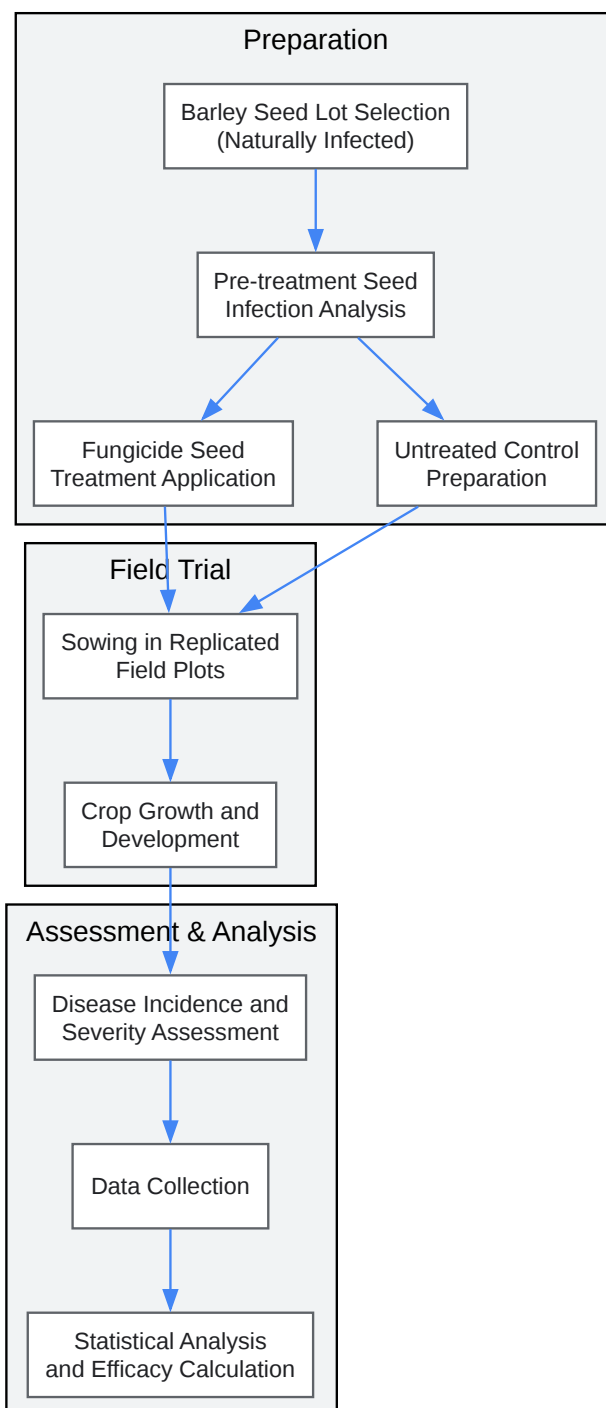 Preparation
Barley Seed Lot Selection
(Naturally Infected)
Pre-treatment Seed
Infection Analysis
Fungicide Seed
Treatment Application
Untreated Control
Preparation
Field Trial
Sowing in Replicated
Field Plots
Crop Growth and
Development
Assessment & Analysis
Disease Incidence and
Severity Assessment
Data Collection
Statistical Analysis
and Efficacy Calculation